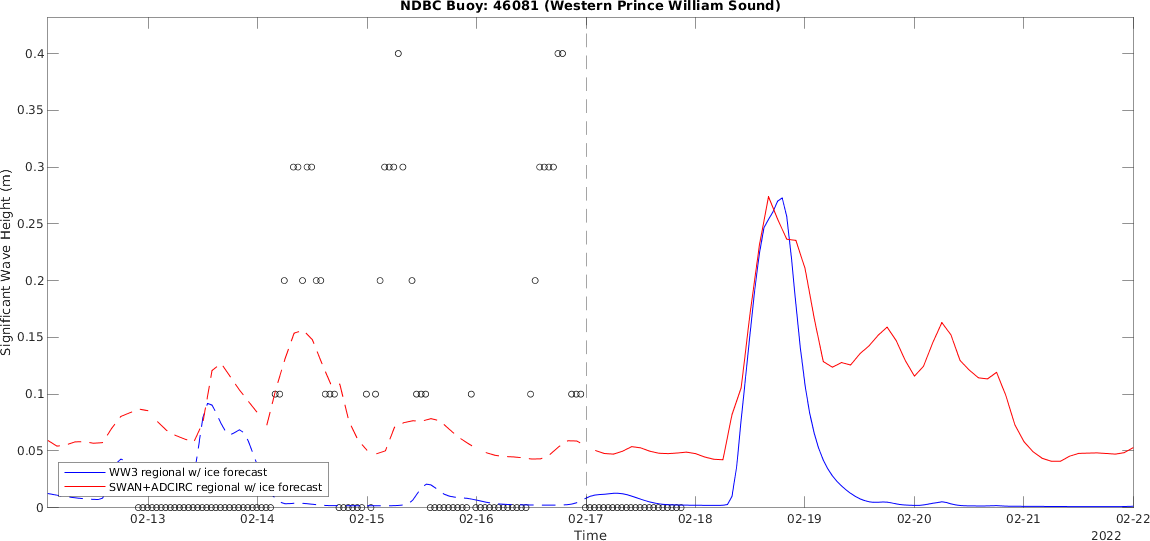 NDBC Buoy: 46081 (Western Prince William Sound)
0.4
0.35
0.3
0.25
0.2
0.15
0.1
0.05
0
Significant Wave Height (m)
WW3 regional w/ ice forecast
SWAN+ADCIRC regional w/ ice forecast
02-13 02-14 02-15 02-16 02-17 02-18 02-19 02-20 02-21 02-22
Time
2022